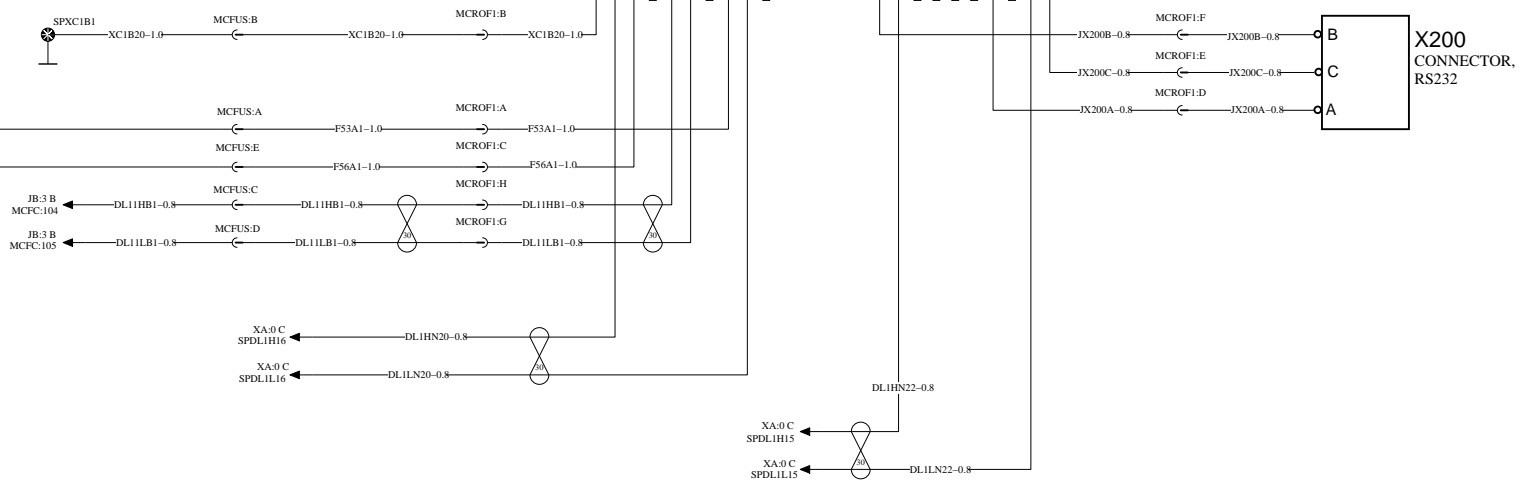 SPXC1B1
MCFUS:B
MCROF1:B
XC1B20–1.0
XC1B20–1.0
XC1B20–1.0
MCFUS:A
MCROF1:A
F53A1–1.0
F53A1–1.0
MCFUS:E
MCROF1:C
F56A1–1.0
F56A1–1.0
JB:3 B
MCFC:104
MCFUS:C
MCROF1:H
DL11HB1–0.8
DL11HB1–0.8
DL11HB1–0.8
JB:3 B
MCFC:105
MCFUS:D
MCROF1:G
DL11LB1–0.8
DL11LB1–0.8
DL11LB1–0.8
30
30
XA:0 C
SPDL1H16
DL1HN20–0.8
XA:0 C
SPDL1L16
DL1LN20–0.8
30
DL1HN22–0.8
XA:0 C
SPDL1H15
XA:0 C
SPDL1L15
30
DL1LN22–0.8
MCROF1:F
JX200B–0.8
JX200B–0.8
B
MCROF1:E
JX200C–0.8
JX200C–0.8
C
MCROF1:D
JX200A–0.8
JX200A–0.8
A
X200
CONNECTOR,
RS232